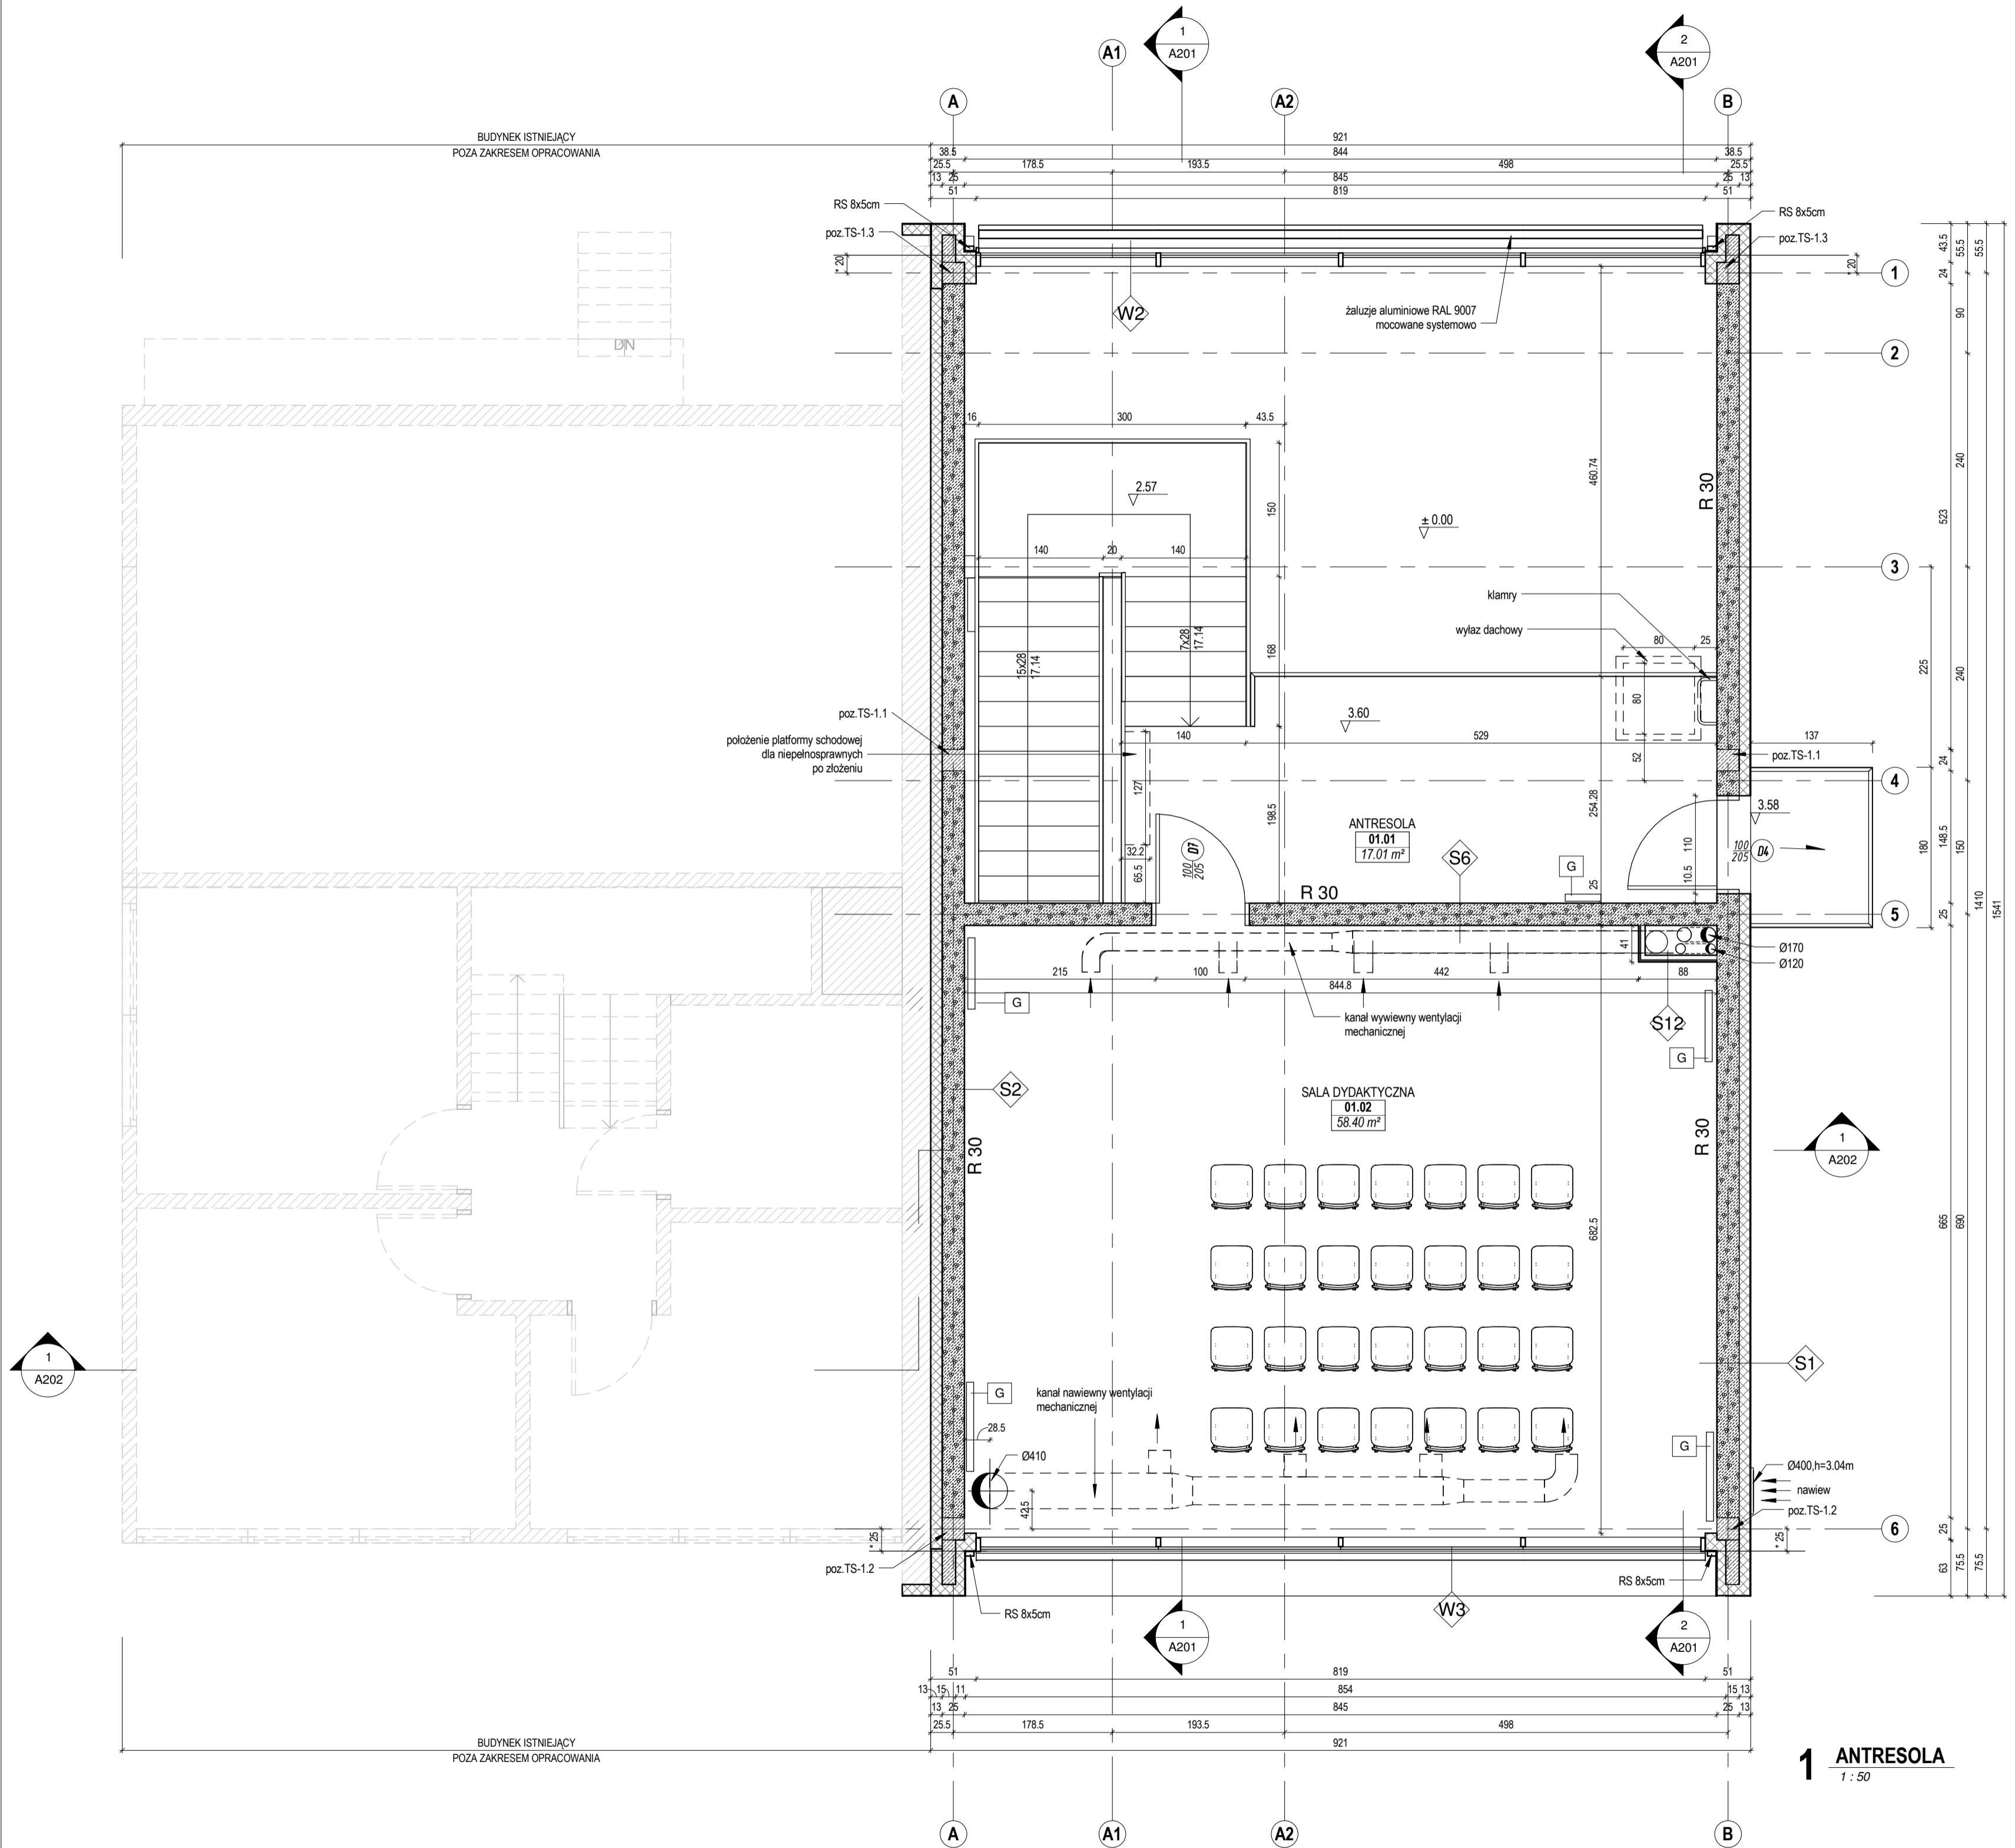 1
A201
2
A201
A1
A
A2
B
BUDYNEK ISTNIEJĄCY
POZA ZAKRESEM OPRACOWANIA
921
38.5
844
38.5
25.5
178.5
193.5
498
25.5
13
25
845
25
13
51
819
51
RS 8x5cm
poz.TS-1.3
RS 8x5cm
poz.TS-1.3
* 20
* 20
43.5
55.5
55.5
24
1
W2
żaluzje aluminiowe RAL 9007
mocowane systemowo
90
DN
2
16
300
43.5
460.74
R 30
240
2.57
150
± 0.00
523
140
20
140
3
klamry
wyłaz dachowy
80
25
15x28
17.14
7x28
17.14
168
225
240
80
poz.TS-1.1
3.60
położenie platformy schodowej
dla niepełnosprawnych
po złożeniu
140
529
137
52
poz.TS-1.1
24
4
127
198.5
254.28
3.58
ANTRESOLA
01.01
17.01 m²
110
100
205
D4
180
148.5
150
32.2
100
205
D7
S6
G
65.5
R 30
25
10.5
1410
1541
25
5
41
Ø170
Ø120
215
100
442
88
844.8
G
kanał wywiewny wentylacji
mechanicznej
S12
G
S2
SALA DYDAKTYCZNA
01.02
58.40 m²
R 30
R 30
1
A202
682.5
665
690
1
A202
S1
G
kanał nawiewny wentylacji
mechanicznej
28.5
Ø410
G
Ø400,h=3.04m
nawiew
poz.TS-1.2
42.5
* 25
* 25
25
6
poz.TS-1.2
63
75.5
75.5
RS 8x5cm
RS 8x5cm
W3
1
A201
2
A201
51
819
51
13
15
11
854
15
13
13
25
845
25
13
25.5
178.5
193.5
498
BUDYNEK ISTNIEJĄCY
POZA ZAKRESEM OPRACOWANIA
921
1 ANTRESOLA
1 : 50
A
A1
A2
B